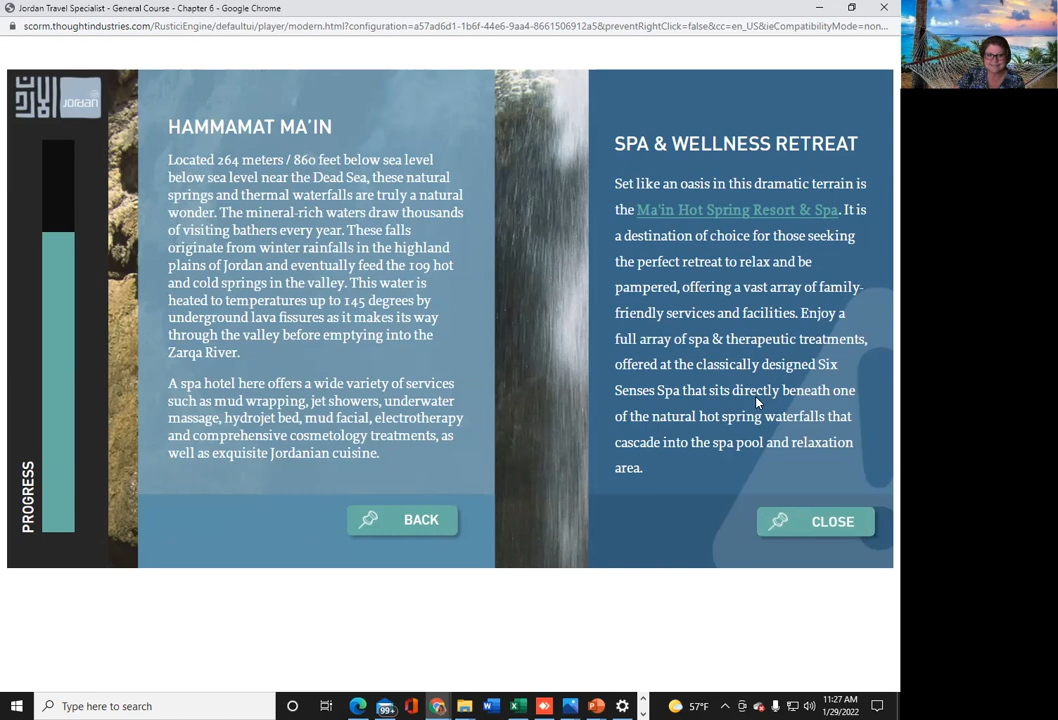 Jordan Travel Specialist - General Course - Chapter 6 - Google Chrome
scorm.thoughtindustries.com/RusticiEngine/defaultui/player/modern.html?configuration=a57ad6d1-1b6f-44e6-9aa4-8661506912a5&preventRightClick=false&cc=en_US&ieCompatibilityMode=non...
Jordan
PROGRESS
HAMMAMAT MA'IN
Located 264 meters / 860 feet below sea level
below sea level near the Dead Sea, these natural
springs and thermal waterfalls are truly a natural
wonder. The mineral-rich waters draw thousands
of visiting bathers every year. These falls
originate from winter rainfalls in the highland
plains of Jordan and eventually feed the 109 hot
and cold springs in the valley. This water is
heated to temperatures up to 145 degrees by
underground lava fissures as it makes its way
through the valley before emptying into the
Zarqa River.
A spa hotel here offers a wide variety of services
such as mud wrapping, jet showers, underwater
massage, hydrojet bed, mud facial, electrotherapy
and comprehensive cosmetology treatments, as
well as exquisite Jordanian cuisine.
BACK
SPA & WELLNESS RETREAT
Set like an oasis in this dramatic terrain is
the Ma'in Hot Spring Resort & Spa. It is
a destination of choice for those seeking
the perfect retreat to relax and be
pampered, offering a vast array of family-
friendly services and facilities. Enjoy a
full array of spa & therapeutic treatments,
offered at the classically designed Six
Senses Spa that sits directly beneath one
of the natural hot spring waterfalls that
cascade into the spa pool and relaxation
area.
CLOSE
Type here to search
99+
57°F
11:27 AM
1/29/2022